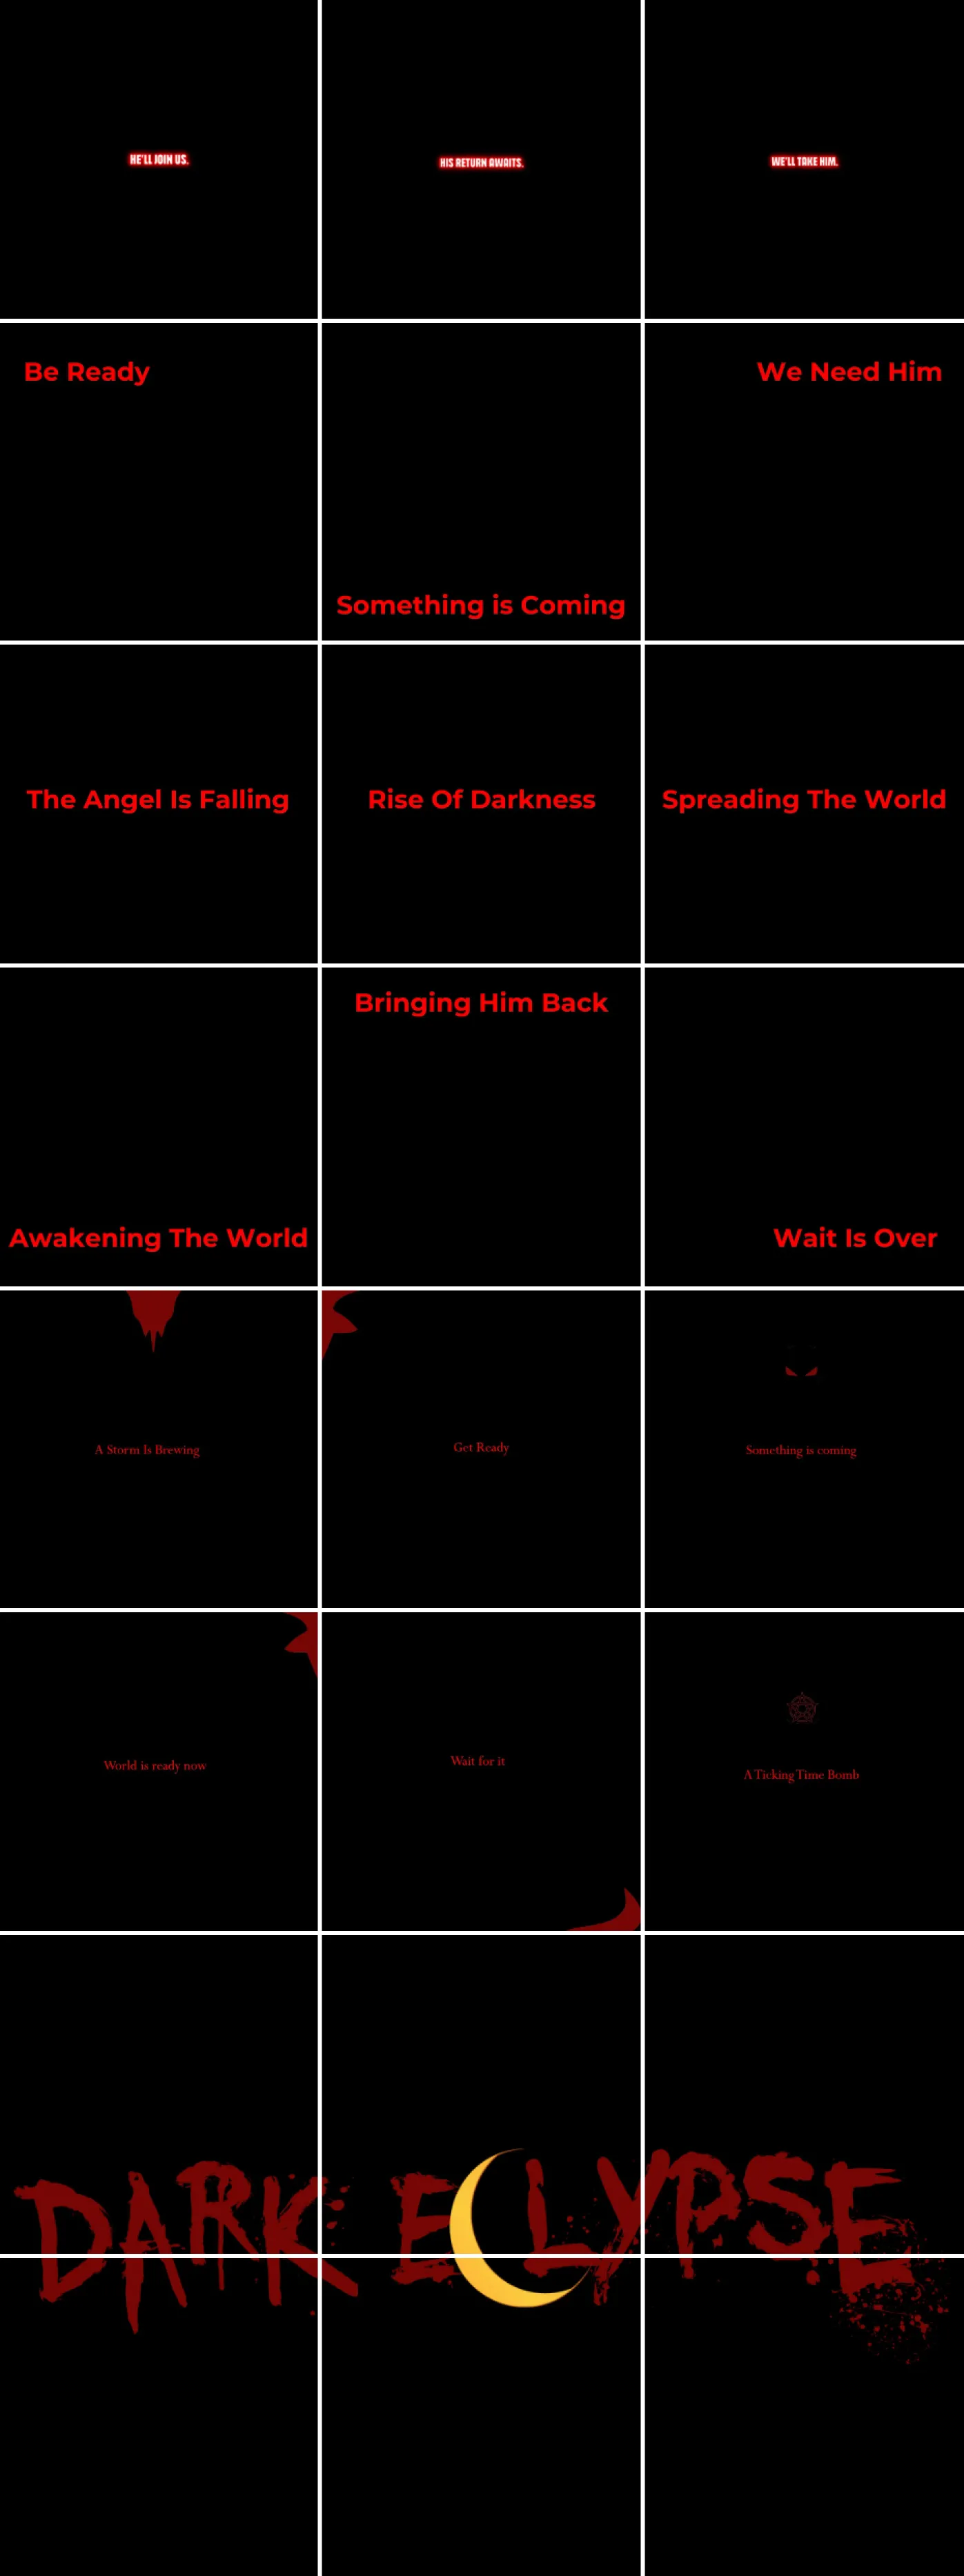 HE'LL JOIN US.
HIS RETURN AWAITS.
WE'LL TAKE HIM.
Be Ready
Something is Coming
We Need Him
The Angel Is Falling
Rise Of Darkness
Spreading The World
Awakening The World
Bringing Him Back
Wait Is Over
A Storm Is Brewing
Get Ready
Something is coming
World is ready now
Wait for it
A Ticking Time Bomb
DARK ECLYPSE